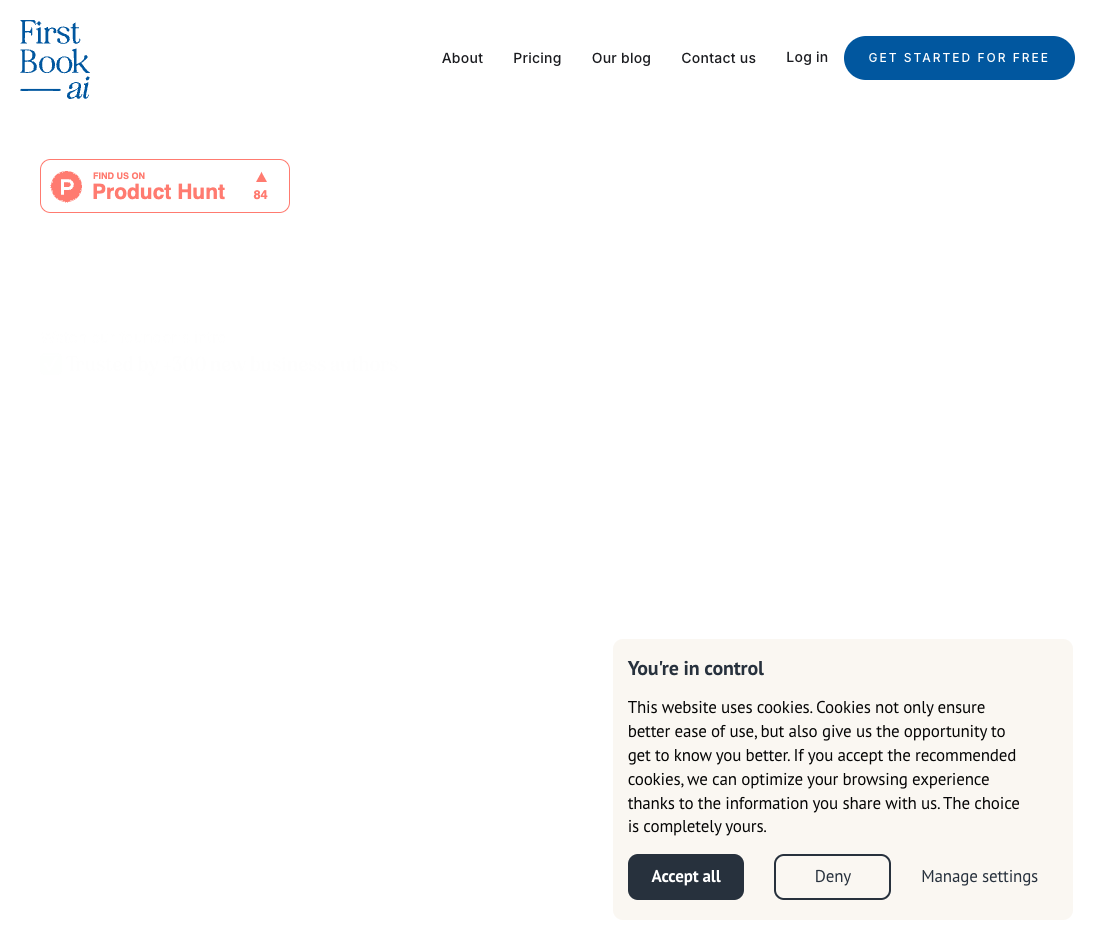 First
Book
ai
About Pricing Our blog Contact us Log in GET STARTED FOR FREE
P
FIND US ON
Product Hunt
84
You're in control
This website uses cookies. Cookies not only ensure
better ease of use, but also give us the opportunity to
get to know you better. If you accept the recommended
cookies, we can optimize your browsing experience
thanks to the information you share with us. The choice
is completely yours.
Accept all Deny Manage settings